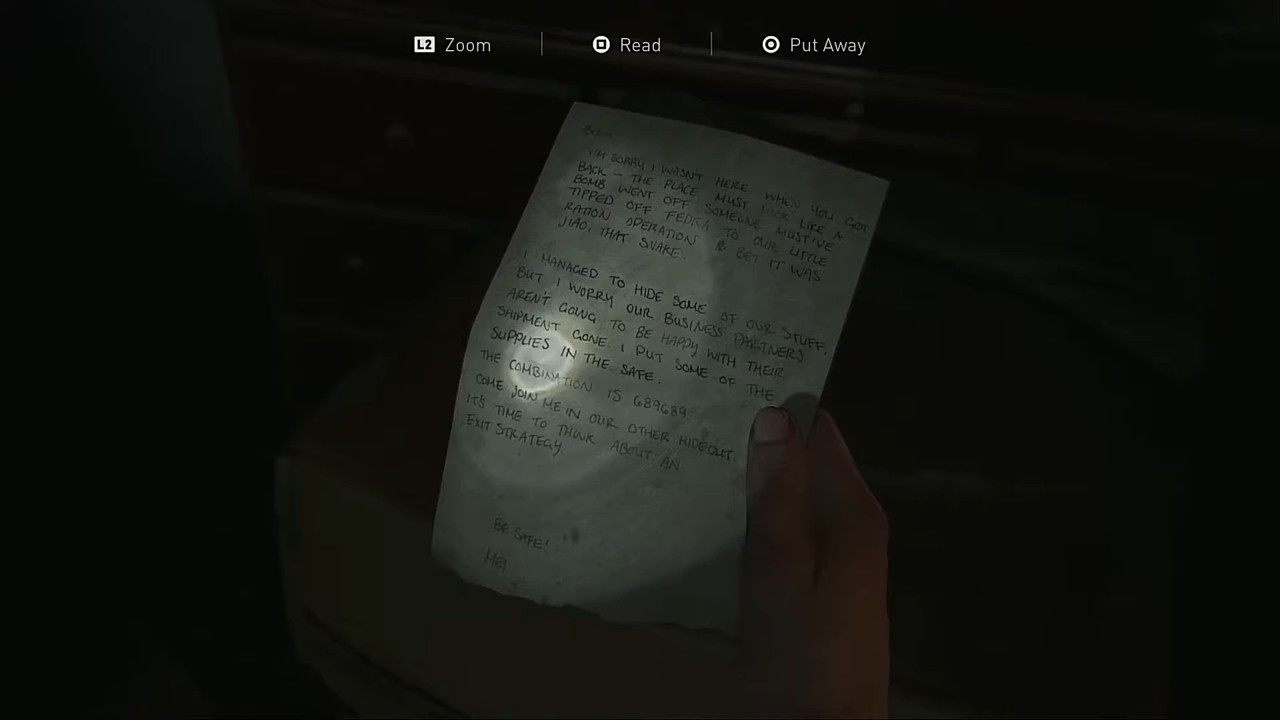 L2 Zoom
Read
Put Away
I'M SORRY I WASN'T HERE WHEN YOU GOT
BACK – THE PLACE MUST LOOK LIKE A
BOMB WENT OFF SOMEONE MUST'VE
TIPPED OFF FEDRA TO OUR LITTLE
RATION OPERATION BET IT WAS
JIAO, THAT SNAKE.
I MANAGED TO HIDE SOME OF OUR STUFF,
BUT I WORRY OUR BUSINESS PARTNERS
AREN'T GOING TO BE HAPPY WITH THEIR
SHIPMENT GONE. I PUT SOME OF THE
SUPPLIES IN THE SAFE.
THE COMBINATION IS 689689.
COME JOIN ME IN OUR OTHER HIDEOUT.
IT'S TIME TO THINK ABOUT AN
EXIT STRATEGY.
BE SAFE!
MEI